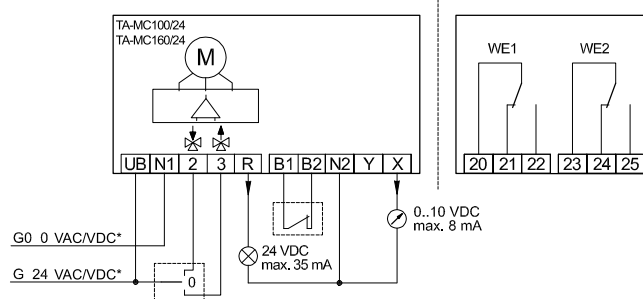 TA-MC100/24
TA-MC160/24
M
UB N1 2 3 R B1 B2 N2 Y X
WE1 WE2
20 21 22 23 24 25
0..10 VDC
max. 8 mA
G0 0 VAC/VDC*
24 VDC
max. 35 mA
G 24 VAC/VDC*
0